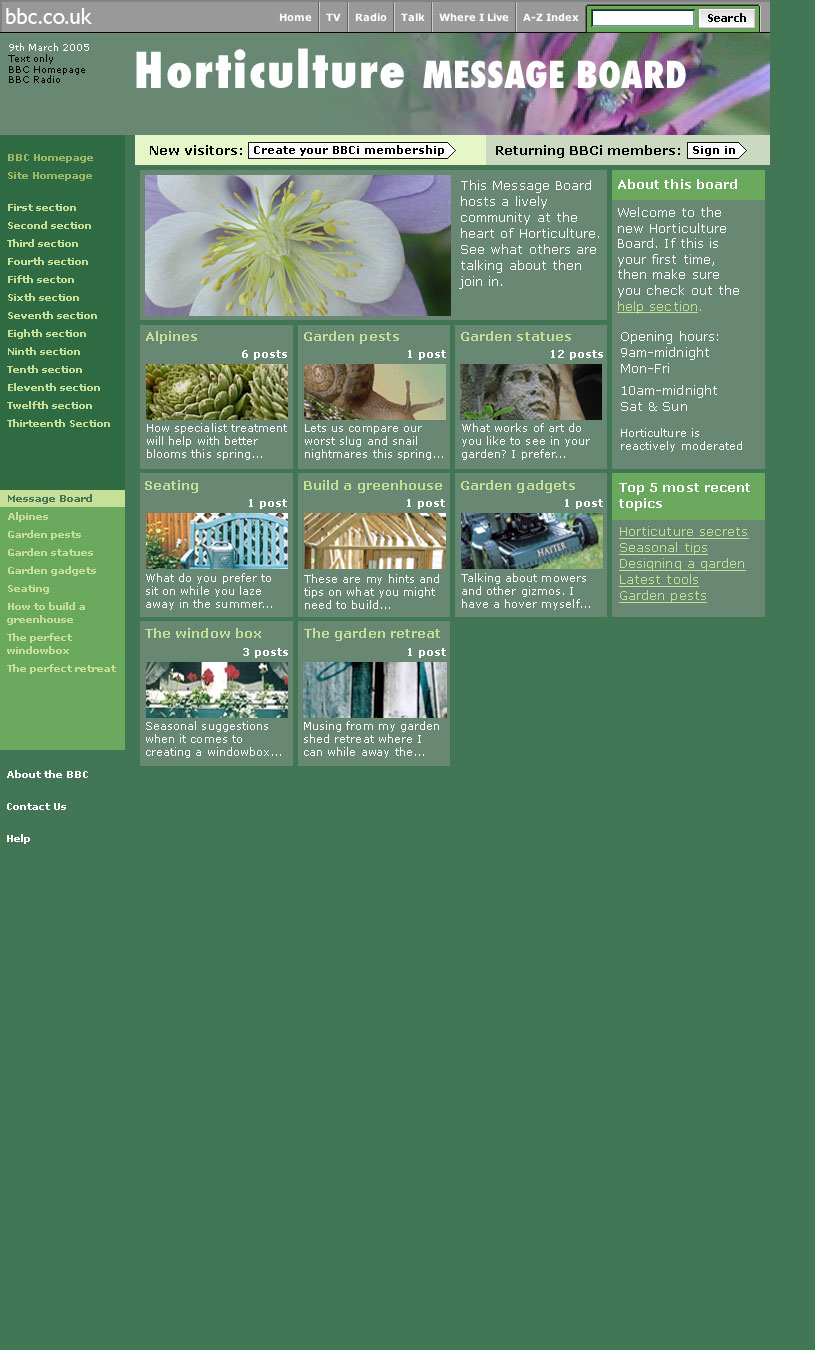 bbc.co.uk
Home TV Radio Talk Where I Live A-Z Index Search
9th March 2005
Text only
BBC Homepage
BBC Radio
Horticulture MESSAGE BOARD
New visitors: Create your BBCi membership
Returning BBCi members: Sign in
BBC Homepage
Site Homepage
First section
Second section
Third section
Fourth section
Fifth secton
Sixth section
Seventh section
Eighth section
Ninth section
Tenth section
Eleventh section
Twelfth section
Thirteenth Section
Message Board
Alpines
Garden pests
Garden statues
Garden gadgets
Seating
How to build a
greenhouse
The perfect
windowbox
The perfect retreat
About the BBC
Contact Us
Help
This Message Board
hosts a lively
community at the
heart of Horticulture.
See what others are
talking about then
join in.
Alpines
6 posts
How specialist treatment
will help with better
blooms this spring...
Garden pests
1 post
Lets us compare our
worst slug and snail
nightmares this spring...
Garden statues
12 posts
What works of art do
you like to see in your
garden? I prefer...
Seating
1 post
What do you prefer to
sit on while you laze
away in the summer...
Build a greenhouse
1 post
These are my hints and
tips on what you might
need to build...
Garden gadgets
1 post
HAYTER
Talking about mowers
and other gizmos. I
have a hover myself...
The window box
3 posts
Seasonal suggestions
when it comes to
creating a windowbox...
The garden retreat
1 post
Musing from my garden
shed retreat where I
can while away the...
About this board
Welcome to the
new Horticulture
Board. If this is
your first time,
then make sure
you check out the
help section.
Opening hours:
9am-midnight
Mon-Fri
10am-midnight
Sat & Sun
Horticulture is
reactively moderated
Top 5 most recent
topics
Horticuture secrets
Seasonal tips
Designing a garden
Latest tools
Garden pests